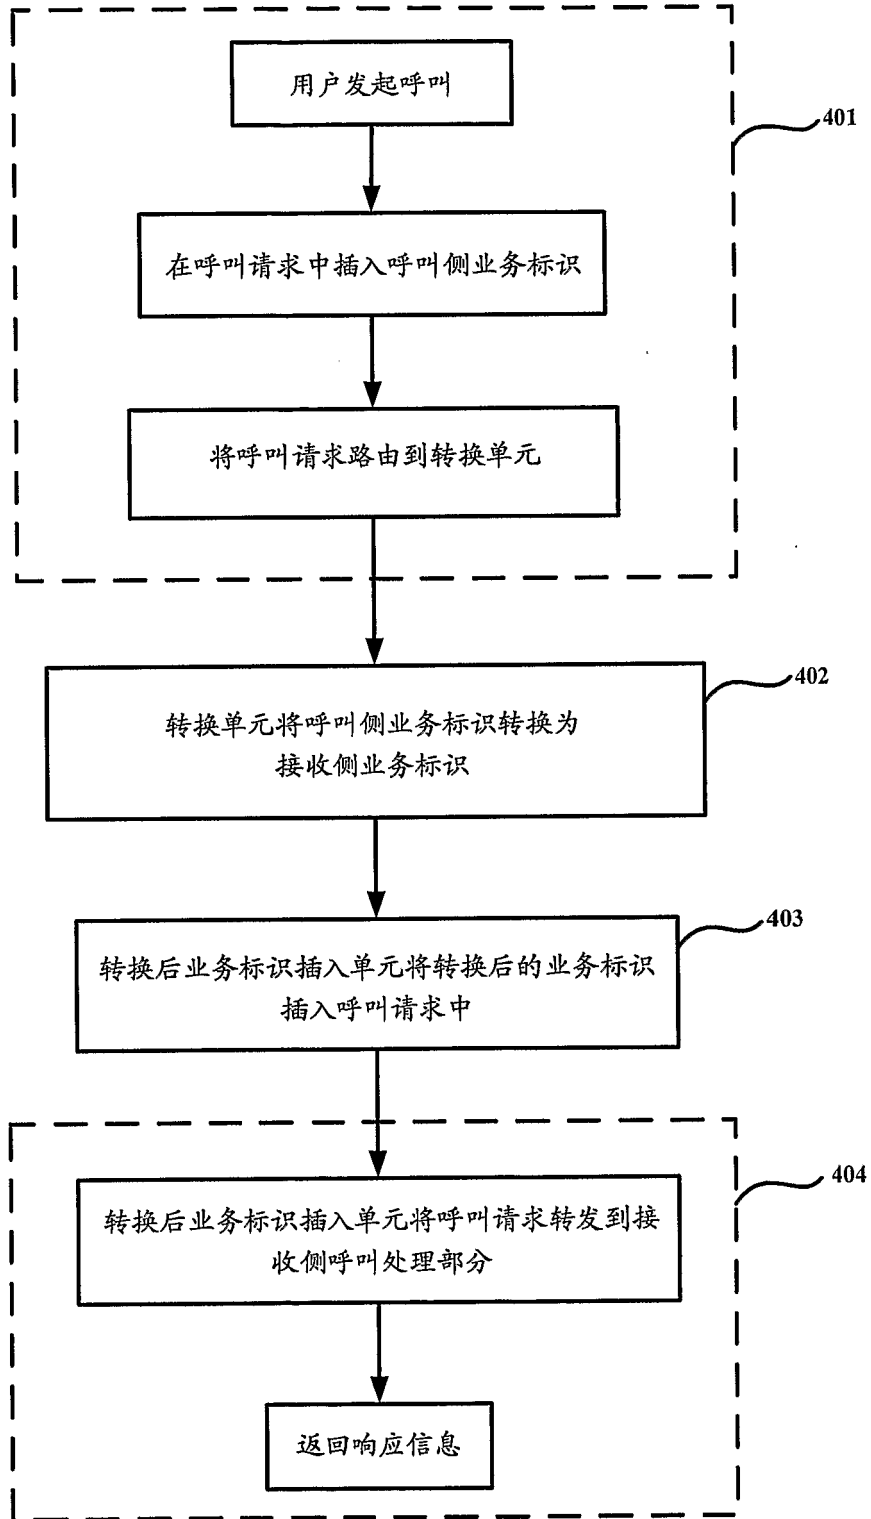 用户发起呼叫
401
在呼叫请求中插入呼叫侧业务标识
将呼叫请求路由到转换单元
402
转换单元将呼叫侧业务标识转换为
接收侧业务标识
403
转换后业务标识插入单元将转换后的业务标识
插入呼叫请求中
404
转换后业务标识插入单元将呼叫请求转发到接
收侧呼叫处理部分
返回响应信息